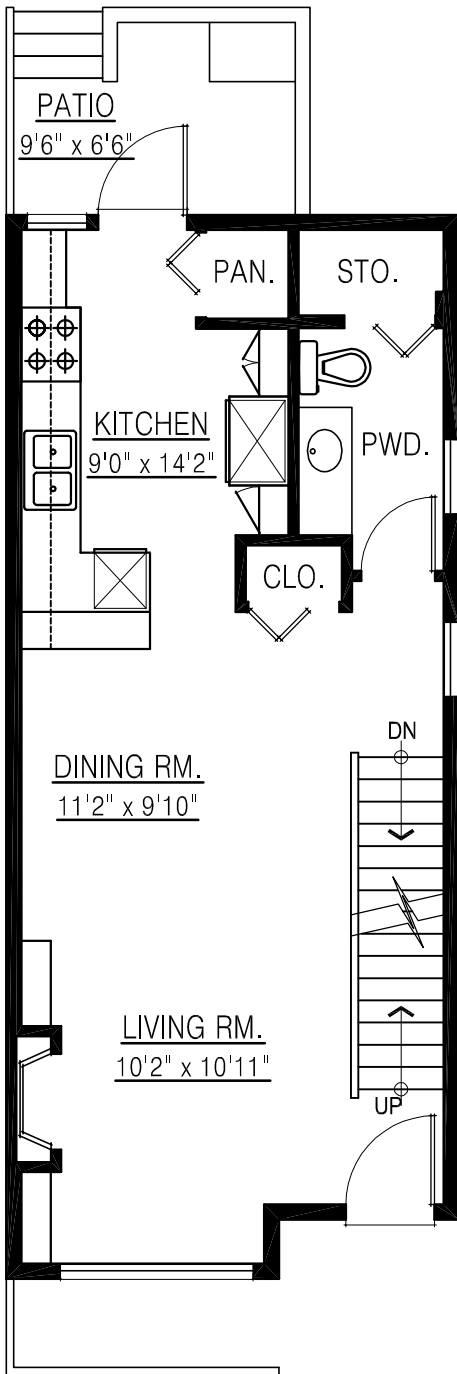 PATIO
9'6" x 6'6"
PAN.
STO.
KITCHEN
9'0" x 14'2"
PWD.
CLO.
DN
DINING RM.
11'2" x 9'10"
LIVING RM.
10'2" x 10'11"
UP